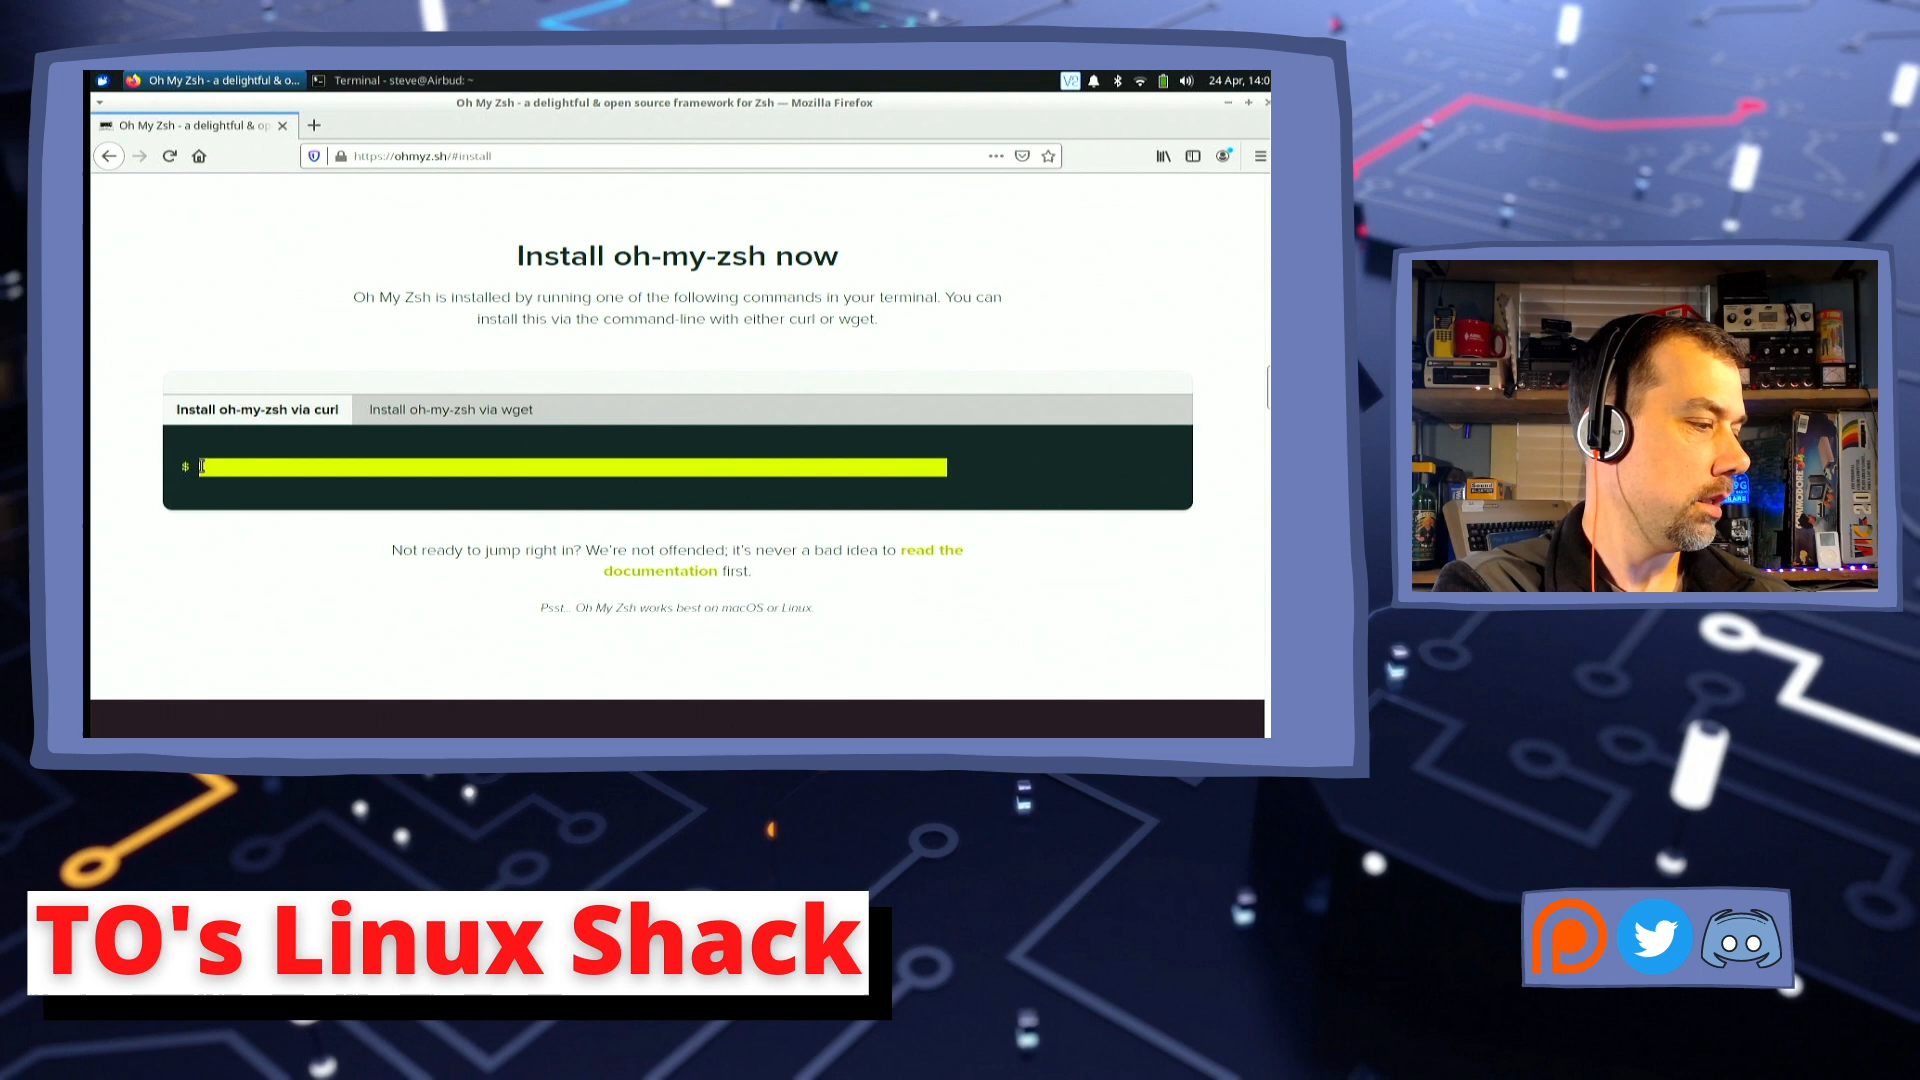 Oh My Zsh - a delightful & o...
Terminal - steve@Airbud: ~
24 Apr, 14:0
Oh My Zsh - a delightful & open source framework for Zsh — Mozilla Firefox
Oh My Zsh - a delightful & op
https://ohmyz.sh/#install
Install oh-my-zsh now
Oh My Zsh is installed by running one of the following commands in your terminal. You can
install this via the command-line with either curl or wget.
Install oh-my-zsh via curl
Install oh-my-zsh via wget
$
Not ready to jump right in? We're not offended; it's never a bad idea to read the
documentation first.
Psst... Oh My Zsh works best on macOS or Linux.
TO's Linux Shack